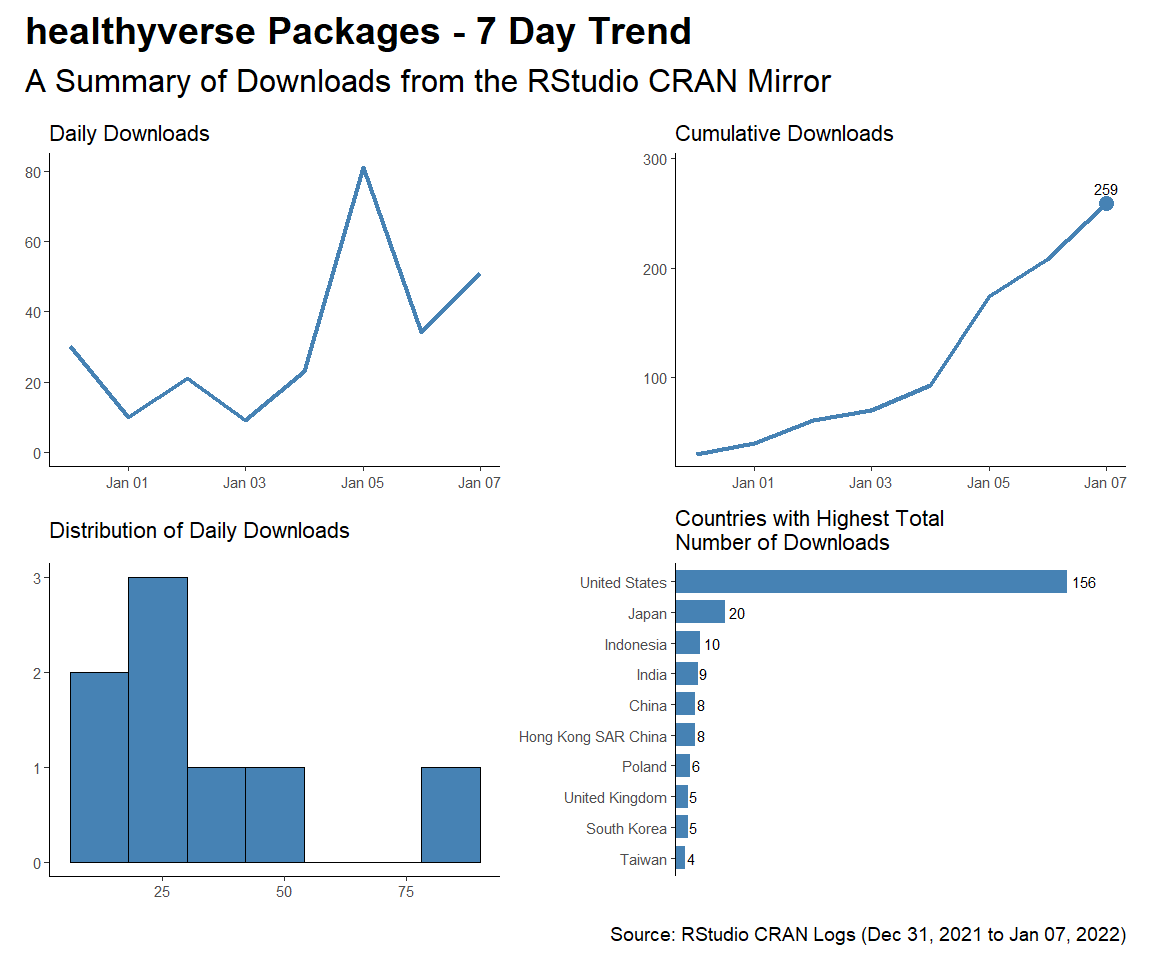 healthyverse Packages - 7 Day Trend
A Summary of Downloads from the RStudio CRAN Mirror
Daily Downloads
80
60
40
20
0
Jan 01 Jan 03 Jan 05 Jan 07
Cumulative Downloads
300
259
200
100
Jan 01 Jan 03 Jan 05 Jan 07
Distribution of Daily Downloads
3
2
1
0
25 50 75
Countries with Highest Total
Number of Downloads
United States 156
Japan 20
Indonesia 10
India 9
China 8
Hong Kong SAR China 8
Poland 6
United Kingdom 5
South Korea 5
Taiwan 4
Source: RStudio CRAN Logs (Dec 31, 2021 to Jan 07, 2022)